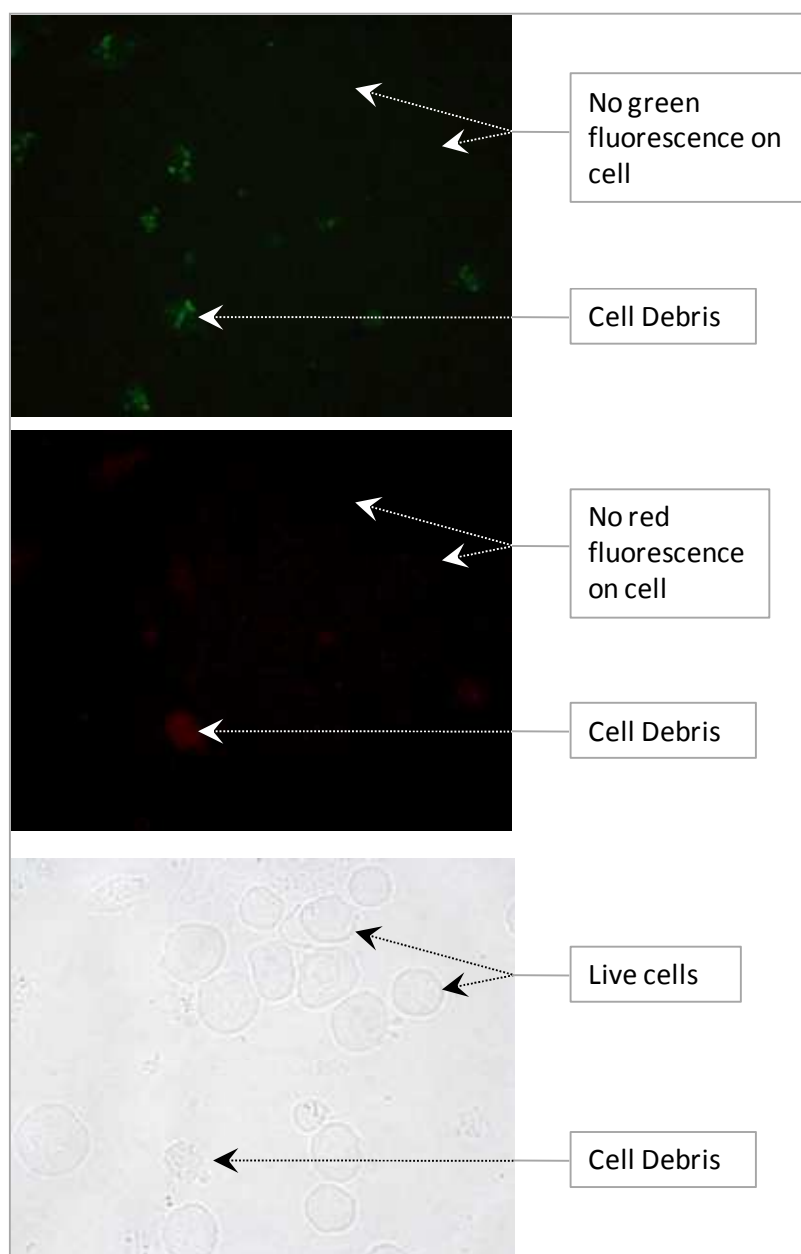 No green
fluorescence on
cell
Cell Debris
No red
fluorescence
on cell
Cell Debris
Live cells
Cell Debris